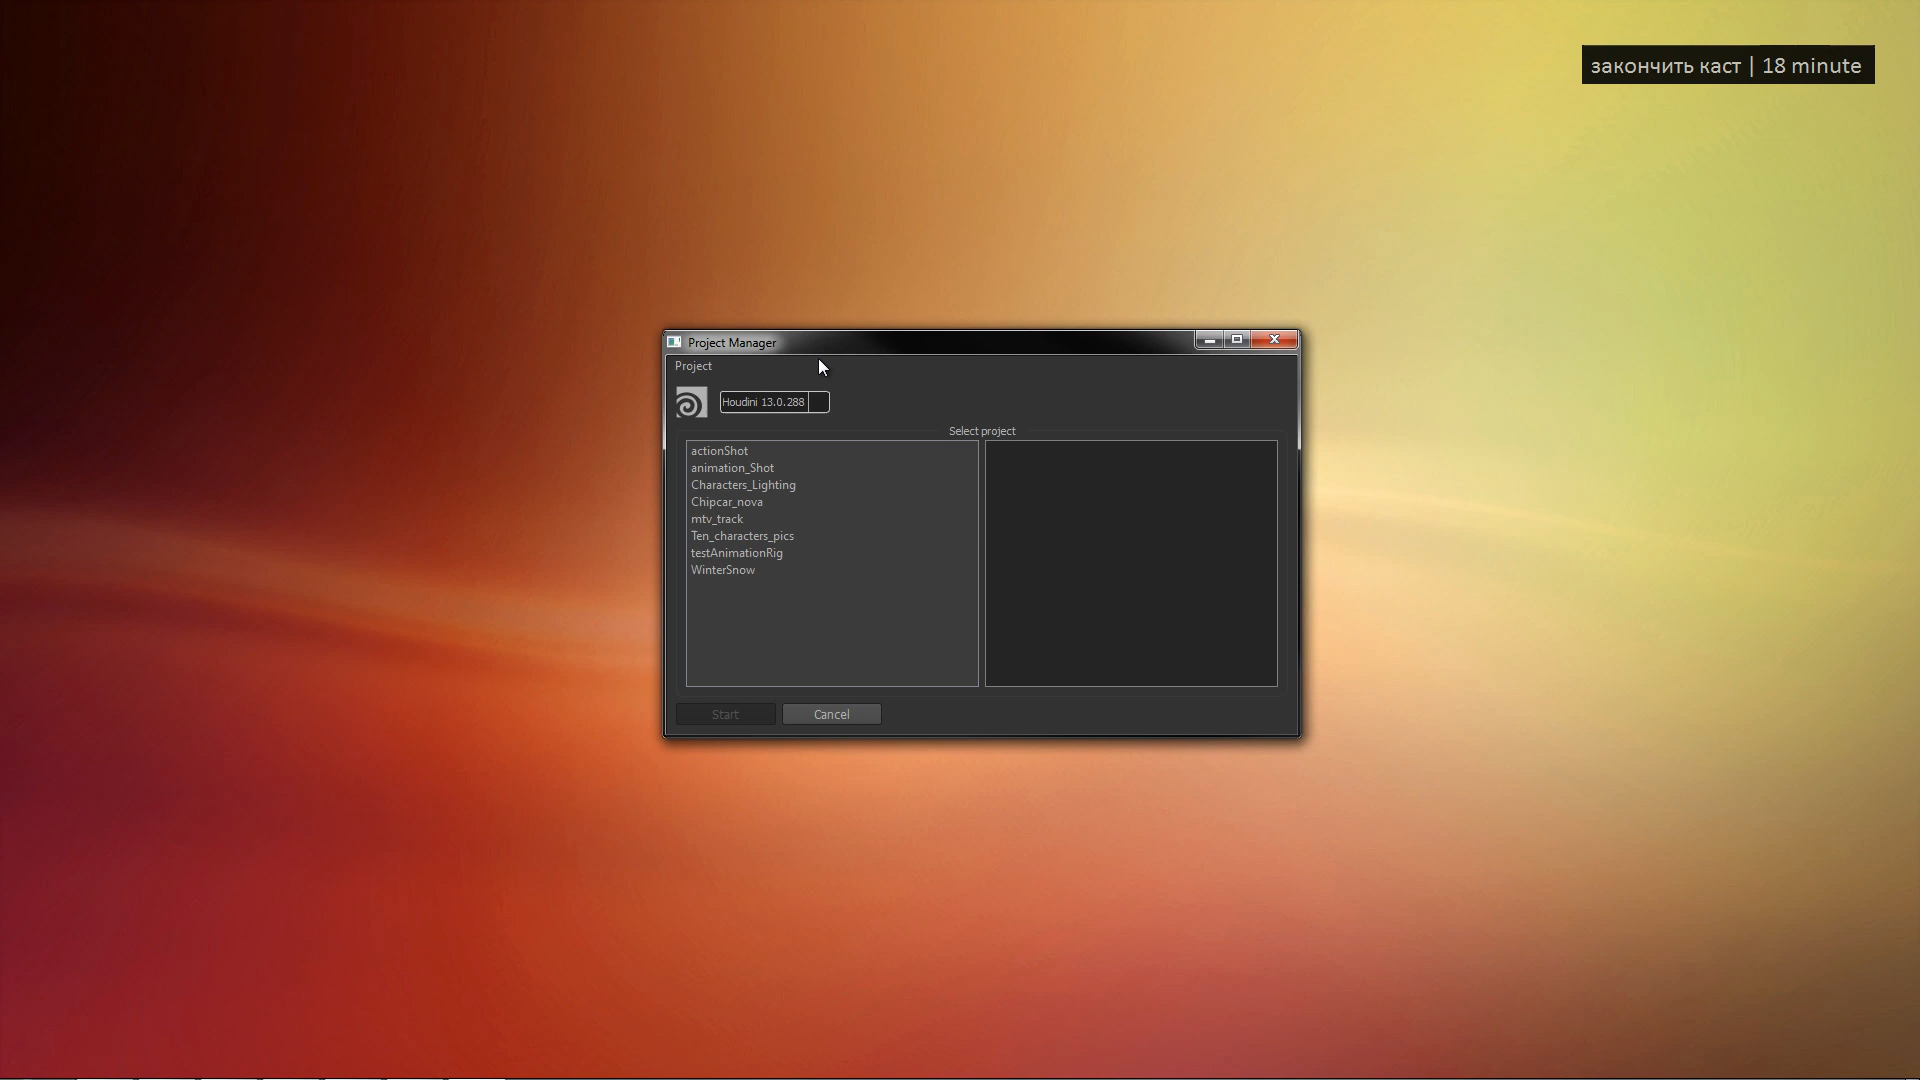 закончить каст | 18 minute
Project Manager
Project
Houdini 13.0.288
Select project
actionShot
animation_Shot
Characters_Lighting
Chipcar_nova
mtv_track
Ten_characters_pics
testAnimationRig
WinterSnow
Start
Cancel